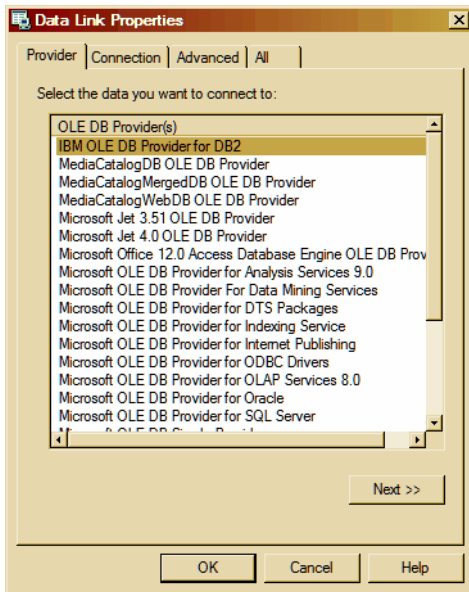 Data Link Properties
Provider Connection Advanced All
Select the data you want to connect to:
OLE DB Provider(s)
IBM OLE DB Provider for DB2
MediaCatalogDB OLE DB Provider
MediaCatalogMergedDB OLE DB Provider
MediaCatalogWebDB OLE DB Provider
Microsoft Jet 3.51 OLE DB Provider
Microsoft Jet 4.0 OLE DB Provider
Microsoft Office 12.0 Access Database Engine OLE DB Prov
Microsoft OLE DB Provider for Analysis Services 9.0
Microsoft OLE DB Provider For Data Mining Services
Microsoft OLE DB Provider for DTS Packages
Microsoft OLE DB Provider for Indexing Service
Microsoft OLE DB Provider for Internet Publishing
Microsoft OLE DB Provider for ODBC Drivers
Microsoft OLE DB Provider for OLAP Services 8.0
Microsoft OLE DB Provider for Oracle
Microsoft OLE DB Provider for SQL Server
Next >>
OK Cancel Help